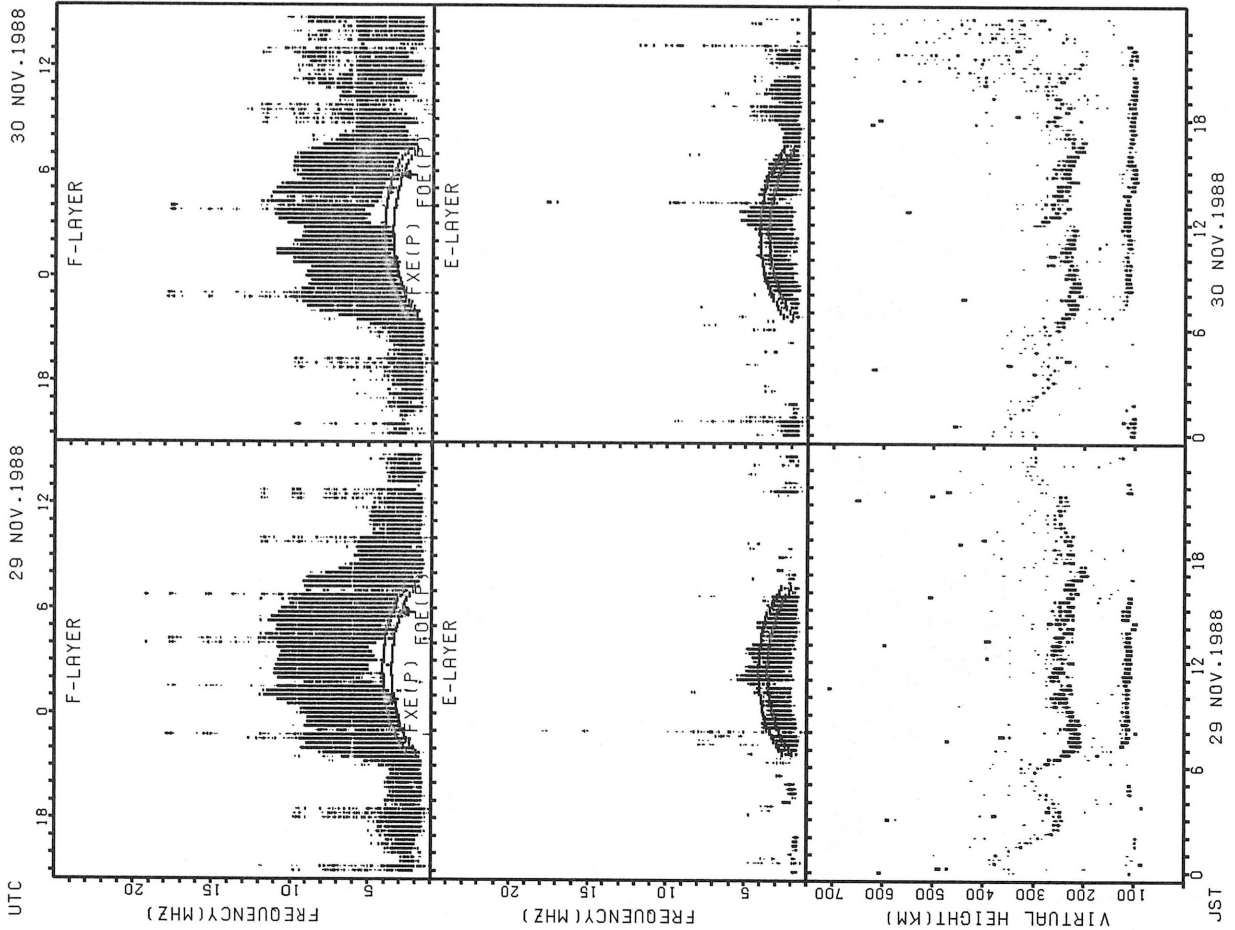 UTC 29 NOV.1988 30 NOV.1988
18 0 6 12 18 0 6 12
F-LAYER F-LAYER
FREQUENCY(MHZ)
20 15 10 5
FXE(P) FOE(P) FXE(P) FOE(P)
E-LAYER E-LAYER
FREQUENCY(MHZ)
20 15 10 5
VIRTUAL HEIGHT(KM)
700 600 500 400 300 200 100
0 6 12 18 0 6 12 18
JST 29 NOV.1988 30 NOV.1988